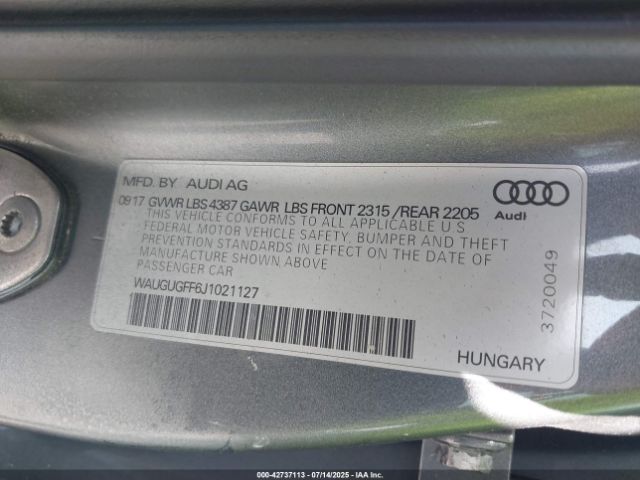 MFD. BY AUDI AG
0917 GVWR LBS 4387 GAWR LBS FRONT 2315 /REAR 2205
THIS VEHICLE CONFORMS TO ALL APPLICABLE U S
FEDERAL MOTOR VEHICLE SAFETY, BUMPER AND THEFT
PREVENTION STANDARDS IN EFFECT ON THE DATE OF
MANUFACTURE SHOWN ABOVE
PASSENGER CAR
WAUGUGFF6J1021127
Audi
3720049
HUNGARY
000-42737113 - 07/14/2025 - IAA Inc.